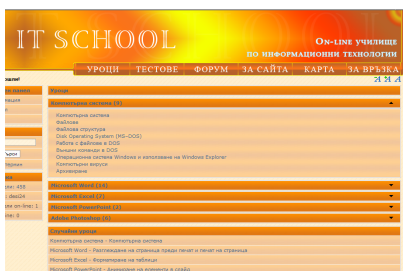 IT SCHOOL
On-line училище
по информационни технологии
УРОЦИ ТЕСТОВЕ ФОРУМ ЗА САЙТА КАРТА ЗА ВРЪЗКА
Уроци
Компютърна система (9)
Компютърна система
Файлове
Файлова структура
Disk Operating System (MS-DOS)
Работа с файлове в DOS
Външни команди в DOS
Операционна система Windows и използване на Windows Explorer
Компютърни вируси
Архивиране
Microsoft Word (14)
Microsoft Excel (7)
Microsoft PowerPoint (3)
Adobe Photoshop (6)
Случайни уроци
Компютърна система - Компютърна система
Microsoft Word - Разглеждане на страница преди печат и печат на страница
Microsoft Excel - Форматиране на таблици
Microsoft PowerPoint - Анимиране на елементи в слайд